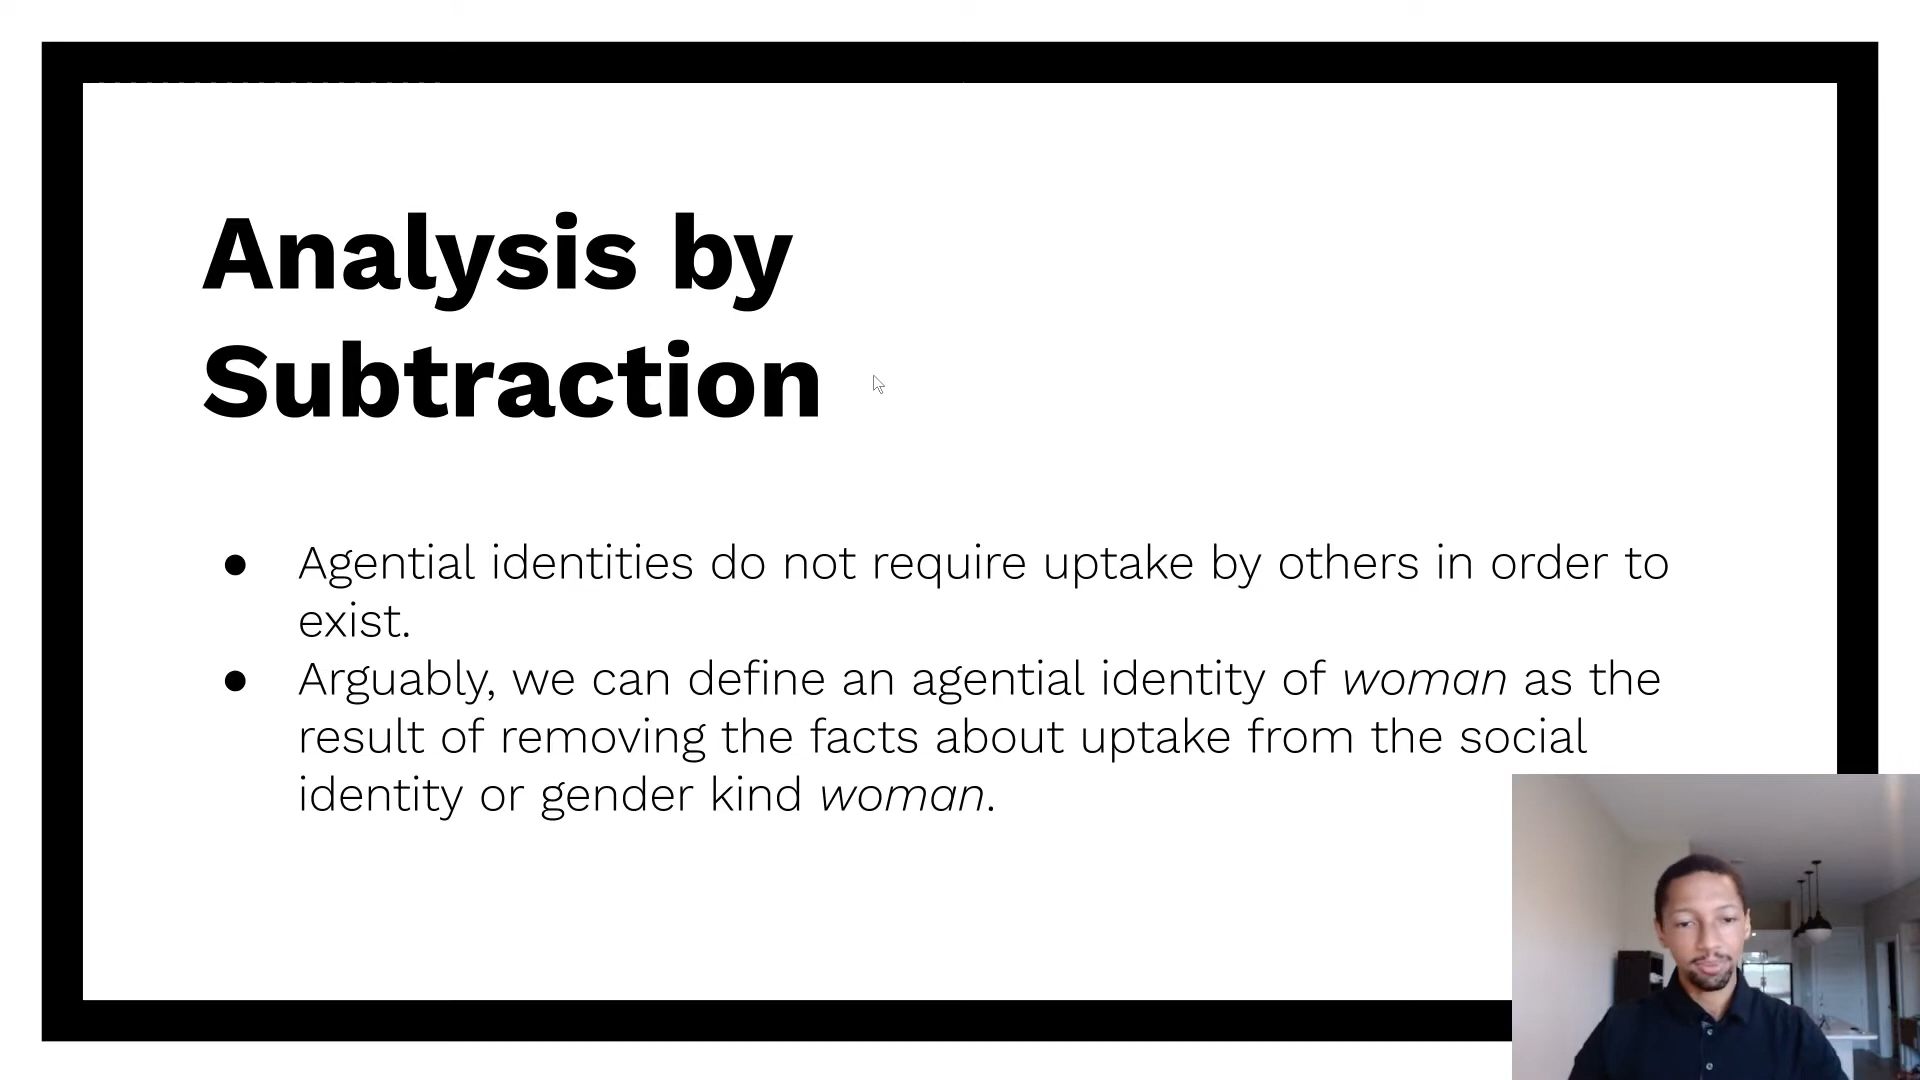 Analysis by
Subtraction
● Agential identities do not require uptake by others in order to
exist.
● Arguably, we can define an agential identity of woman as the
result of removing the facts about uptake from the social
identity or gender kind woman.